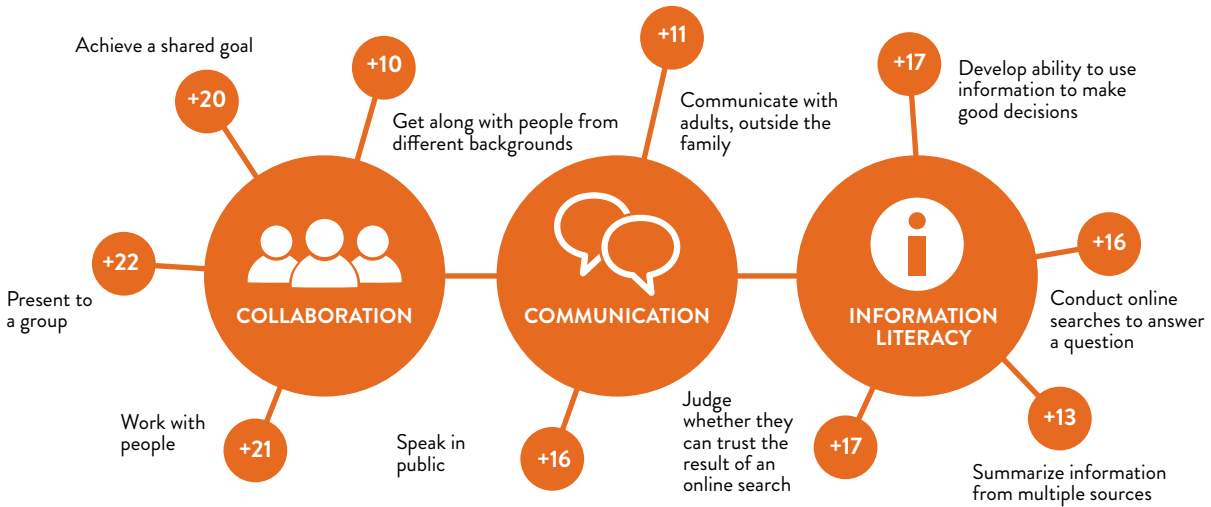 Achieve a shared goal
+20
+10
Get along with people from
different backgrounds
+22
Present to
a group
COLLABORATION
Work with
people
+21
+11
Communicate with
adults, outside the
family
COMMUNICATION
Speak in
public
+16
+17
Develop ability to use
information to make
good decisions
INFORMATION
LITERACY
+16
Conduct online
searches to answer
a question
Judge
whether they
can trust the
result of an
online search
+17
+13
Summarize information
from multiple sources